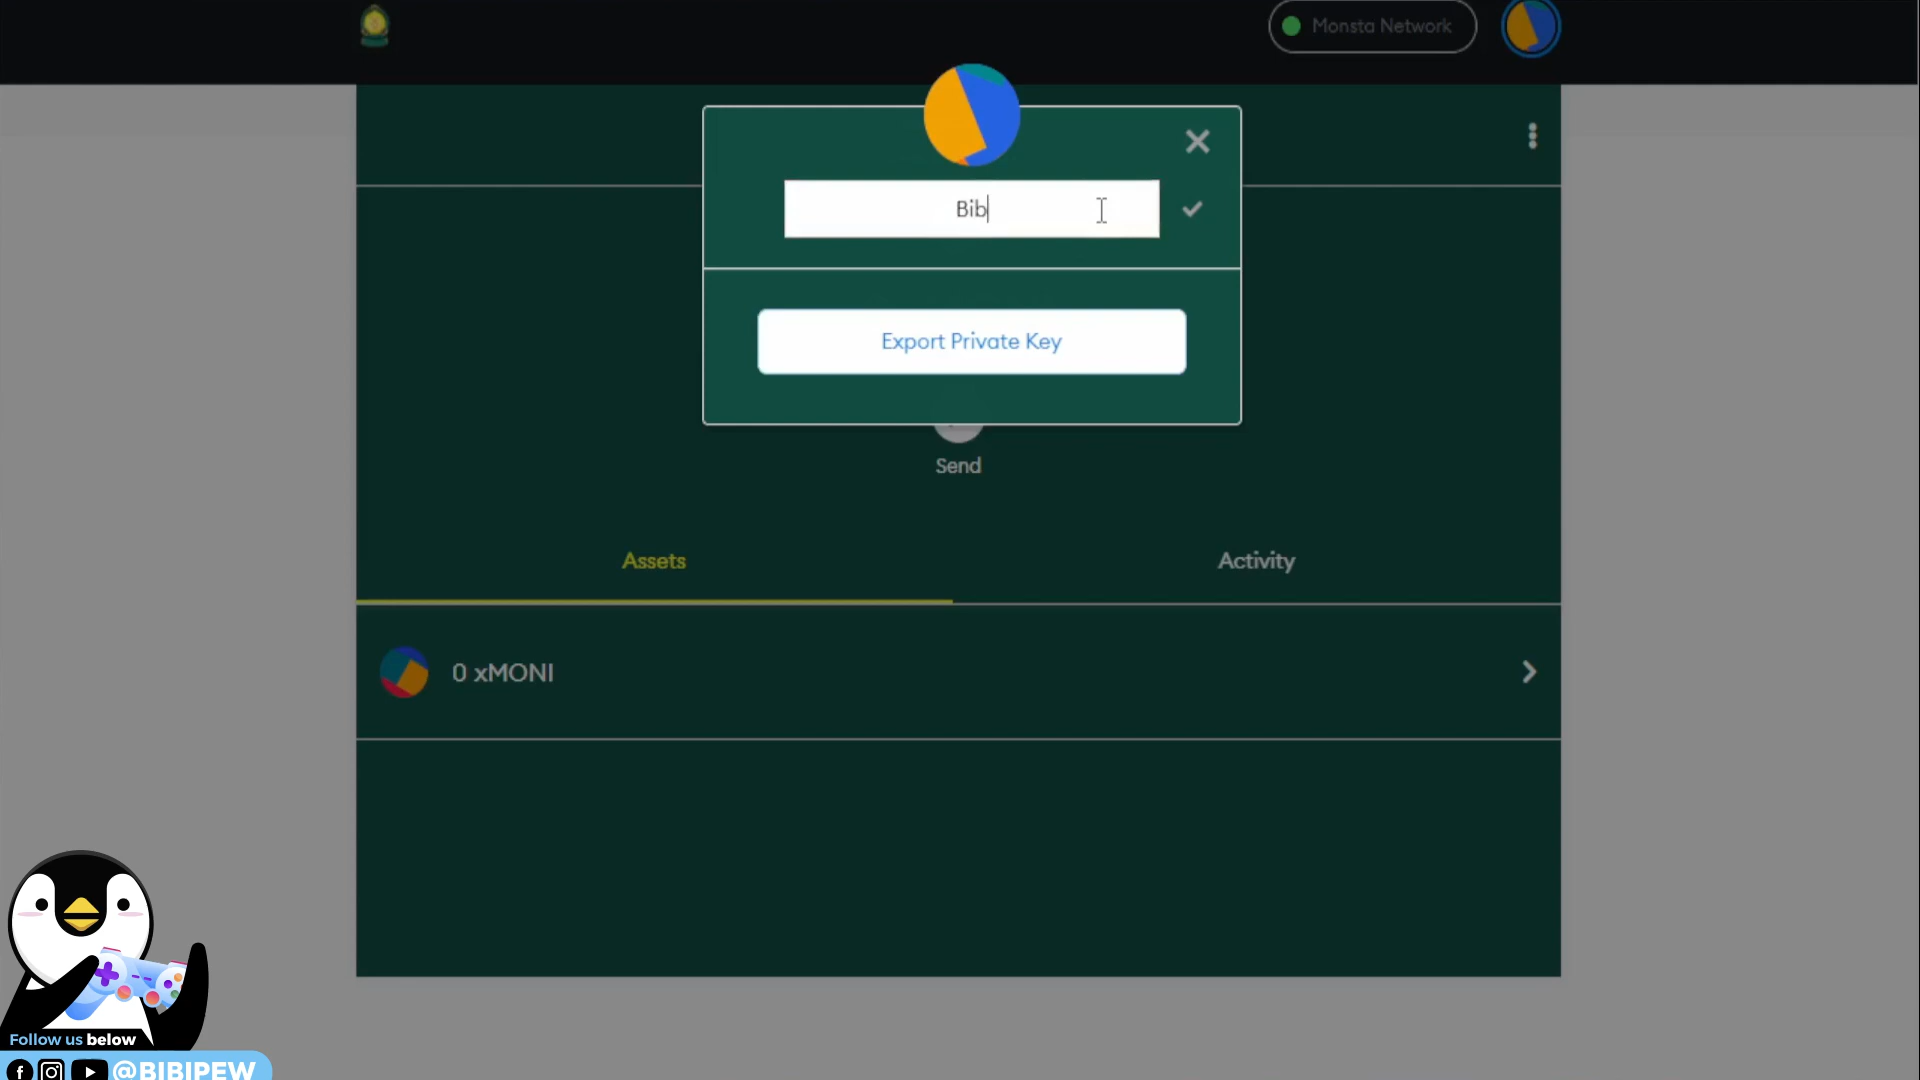 Monsta Network
Bib
Export Private Key
Send
Assets
Activity
0 xMONI
Follow us below
@BIBIPEW